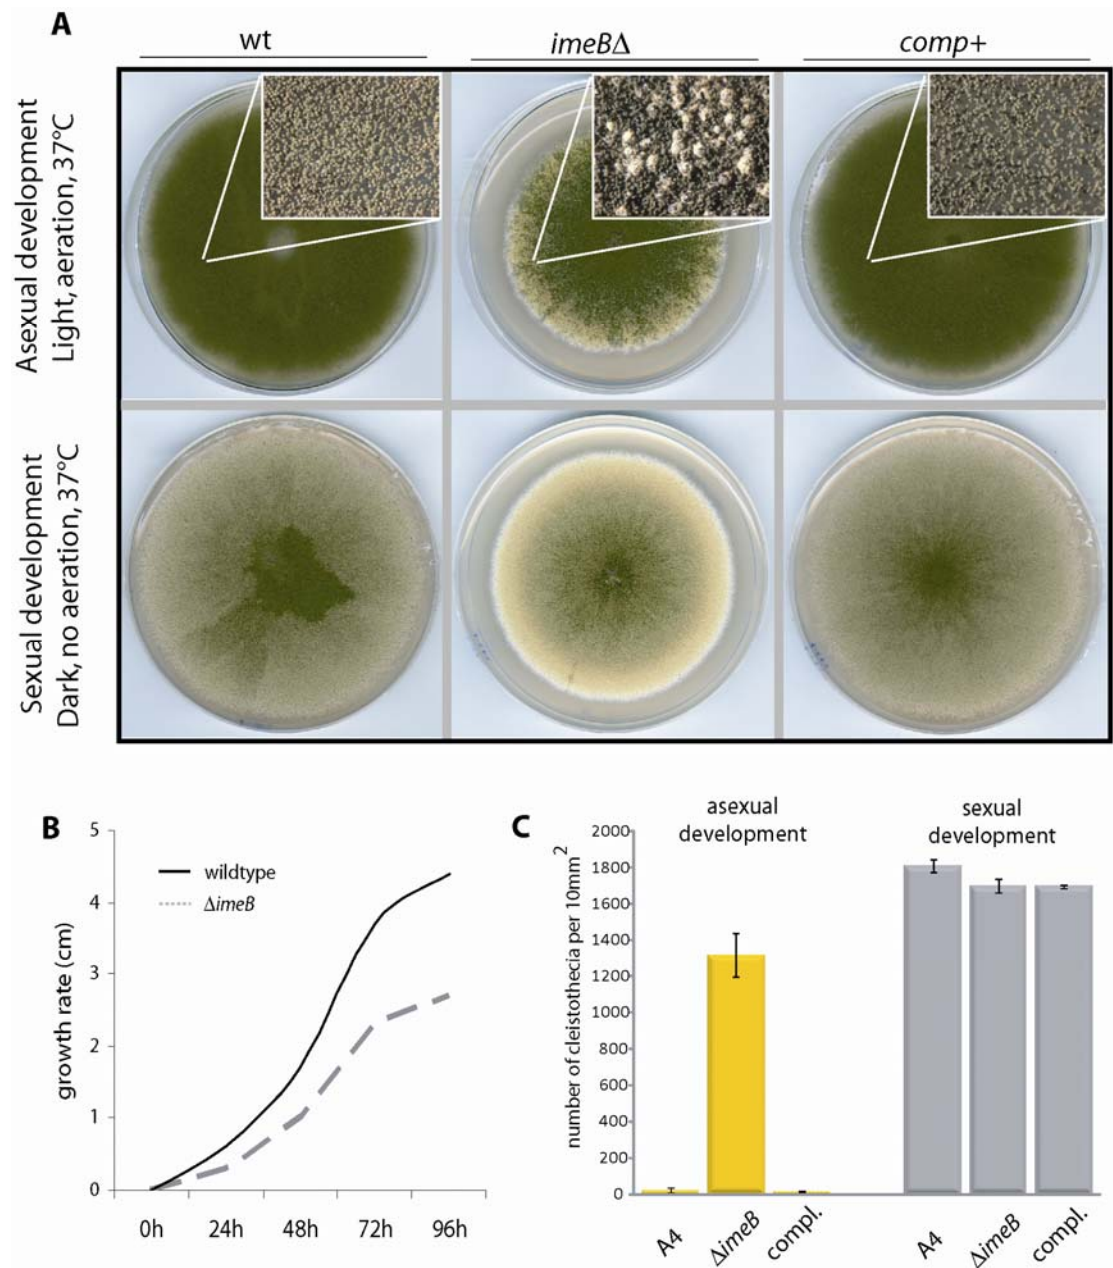 A
wt
imeBΔ
comp+
Asexual development
Light, aeration, 37°C
Sexual development
Dark, no aeration, 37°C
B
growth rate (cm)
5
4
3
2
1
0
wildtype
ΔimeB
0h 24h 48h 72h 96h
C
asexual
development
sexual
development
number of cleistothecia per 10mm²
2000
1800
1600
1400
1200
1000
800
600
400
200
0
A4 ΔimeB compl. A4 ΔimeB compl.